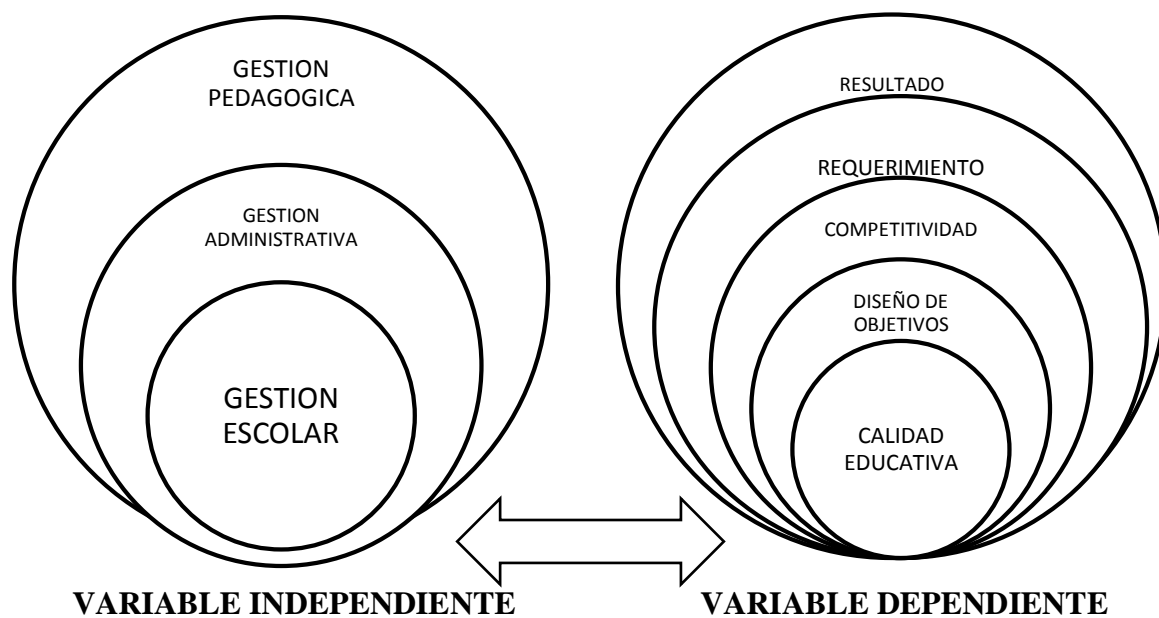 GESTION
PEDAGOGICA
GESTION
ADMINISTRATIVA
GESTION
ESCOLAR
RESULTADO
REQUERIMIENTO
COMPETITIVIDAD
DISEÑO DE
OBJETIVOS
CALIDAD
EDUCATIVA
VARIABLE INDEPENDIENTE
VARIABLE DEPENDIENTE